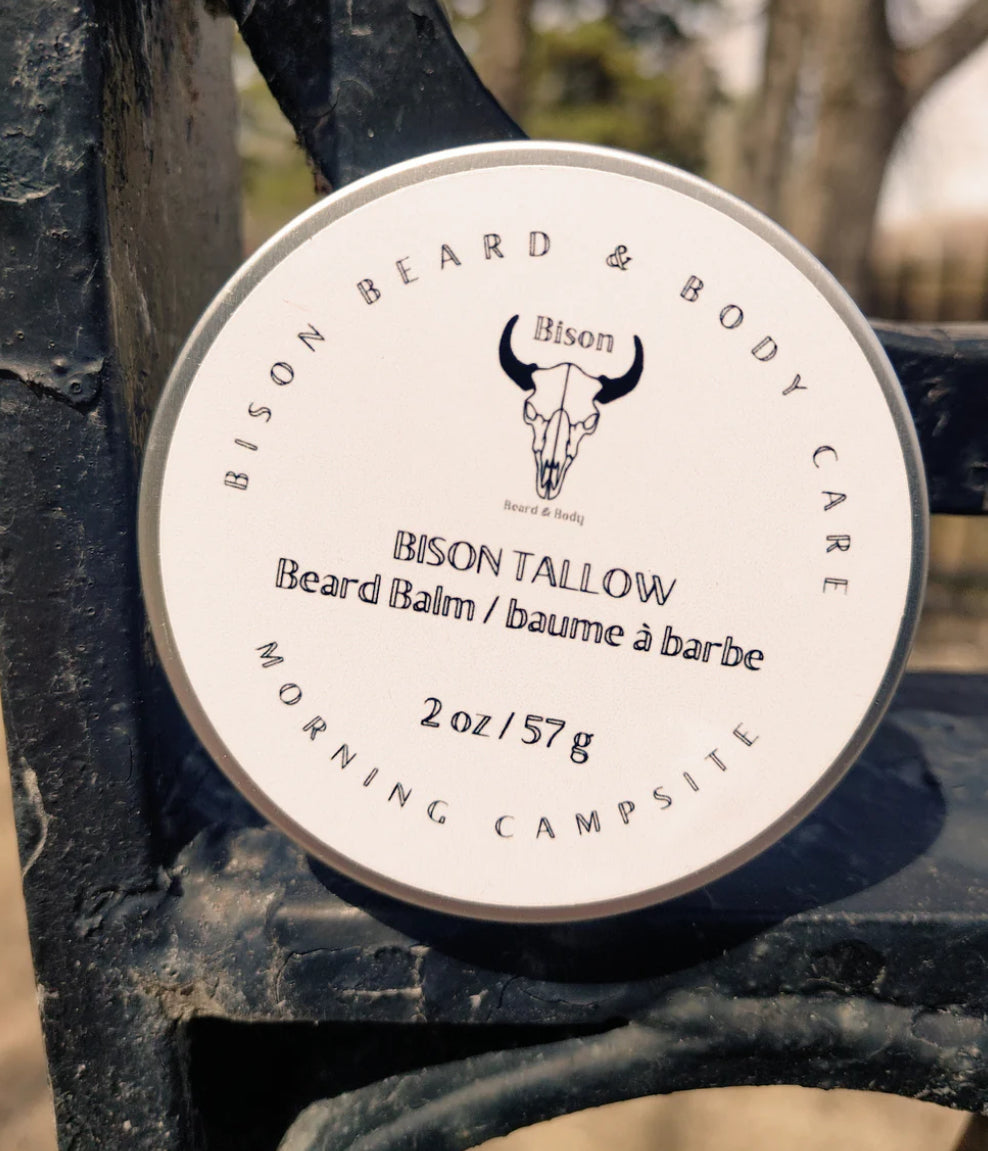 BISON BEARD & BODY CARE
Bison
Beard & Body
BISON TALLOW
Beard Balm / baume à barbe
2 oz / 57 g
MORNING CAMPSITE